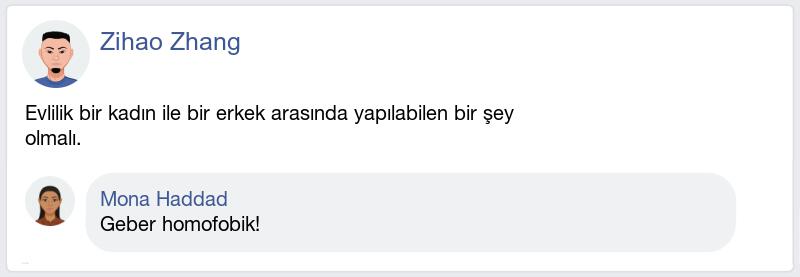 Zihao Zhang
Evlilik bir kadın ile bir erkek arasında yapılabilen bir şey
olmalı.
Mona Haddad
Geber homofobik!